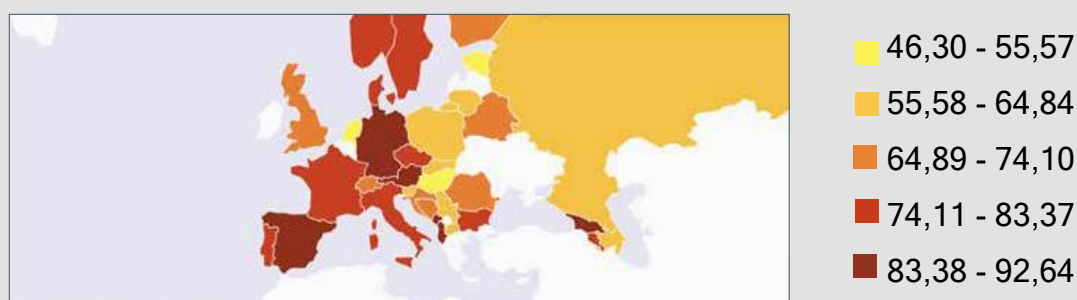 46,30 - 55,57
55,58 - 64,84
64,89 - 74,10
74,11 - 83,37
83,38 - 92,64